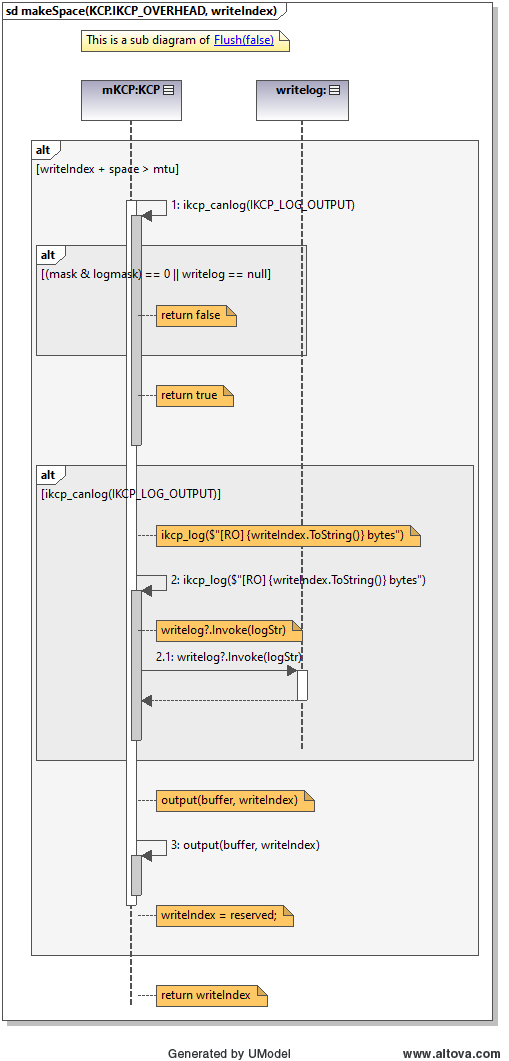 sd makeSpace(KCP.IKCP_OVERHEAD, writeIndex)
This is a sub diagram of Flush(false)
mKCP:KCP
writelog:
alt
[writeIndex + space > mtu]
1: ikcp_canlog(IKCP_LOG_OUTPUT)
alt
[(mask & logmask) == 0 || writelog == null]
return false
return true
alt
[ikcp_canlog(IKCP_LOG_OUTPUT)]
ikcp_log($"[RO] {writeIndex.ToString()} bytes")
2: ikcp_log($"[RO] {writeIndex.ToString()} bytes")
writelog?.Invoke(logStr)
2.1: writelog?.Invoke(logStr)
output(buffer, writeIndex)
3: output(buffer, writeIndex)
writeIndex = reserved;
return writeIndex
Generated by UModel
www.altova.com